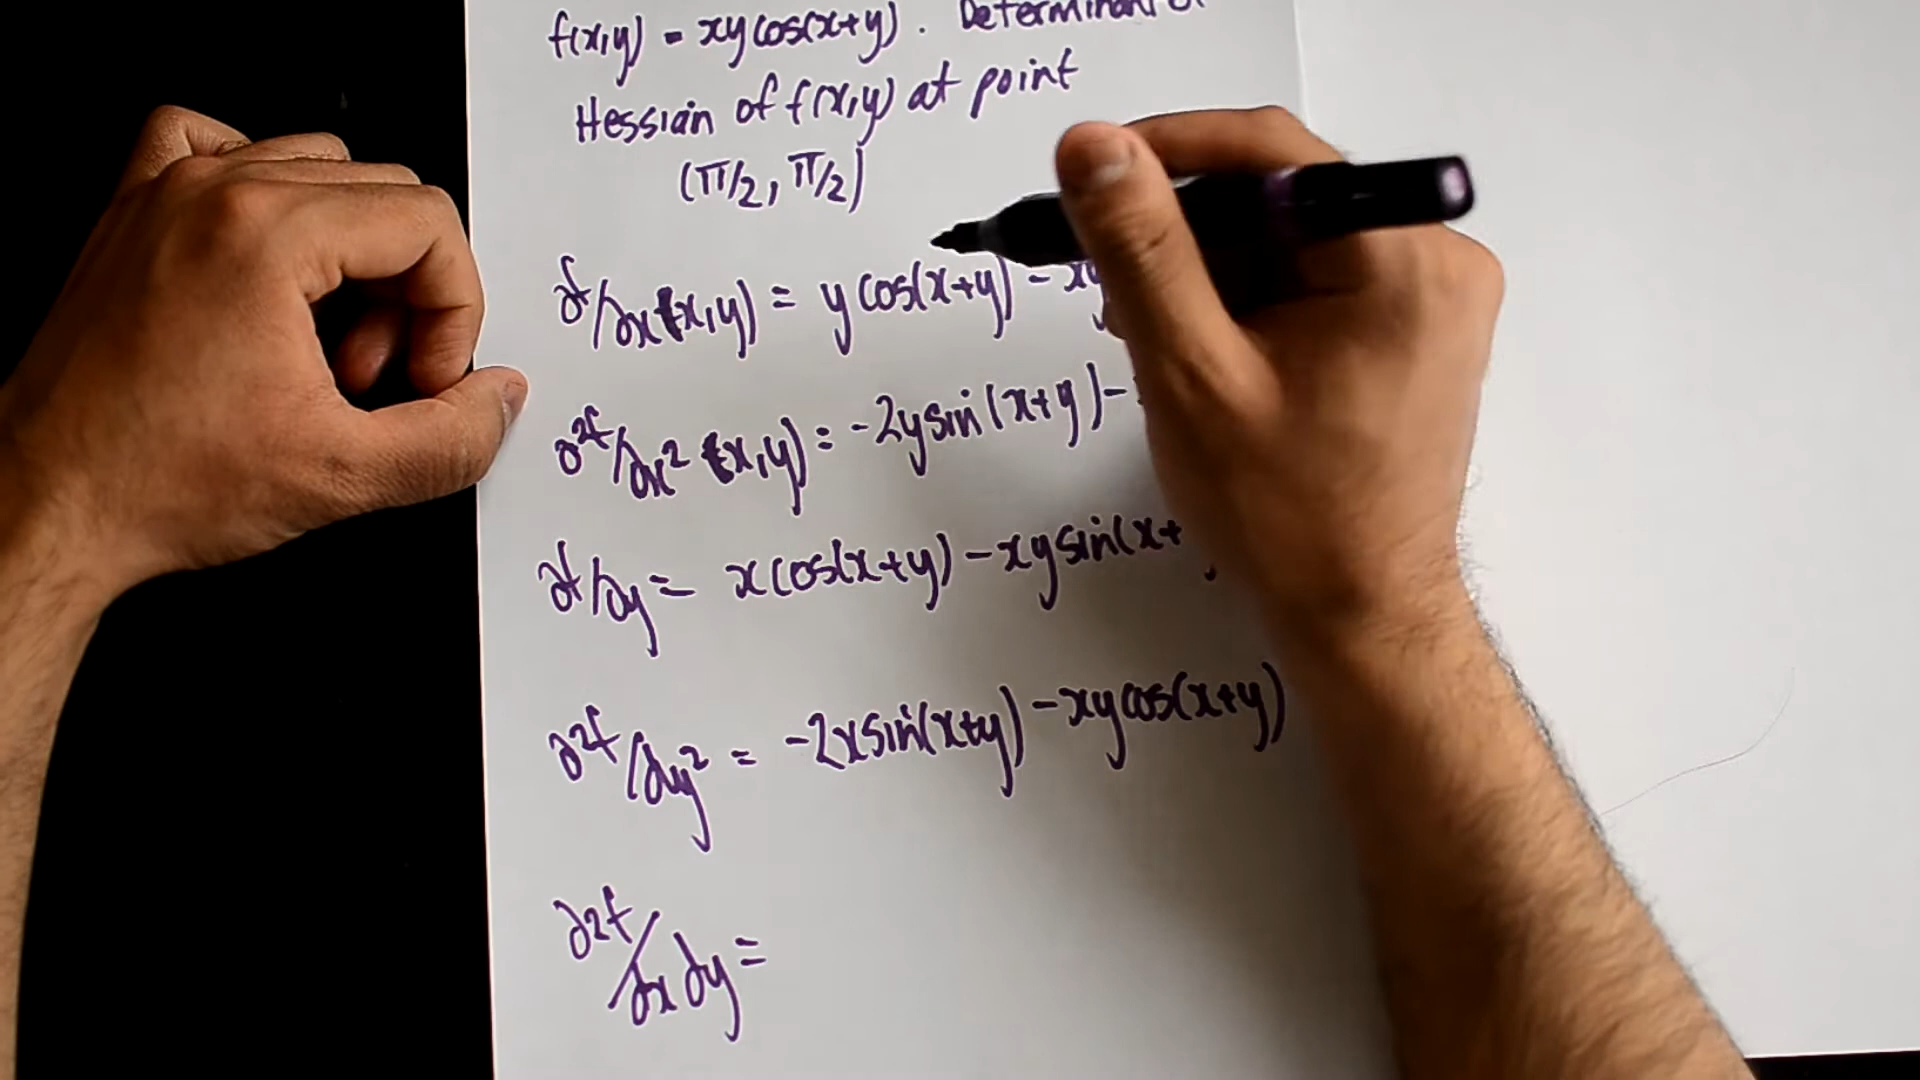 f(x,y) = xy cos(x+y). Determinant of
Hessian of f(x,y) at point
(π/2, π/2)
∂f/∂x f(x,y) = y cos(x+y) - xy
∂²f/∂x² f(x,y) = -2y sin(x+y) -
∂f/∂y = x cos(x+y) - xy sin(x+
∂²f/∂y² = -2x sin(x+y) - xy cos(x+y)
∂²f/∂x∂y =